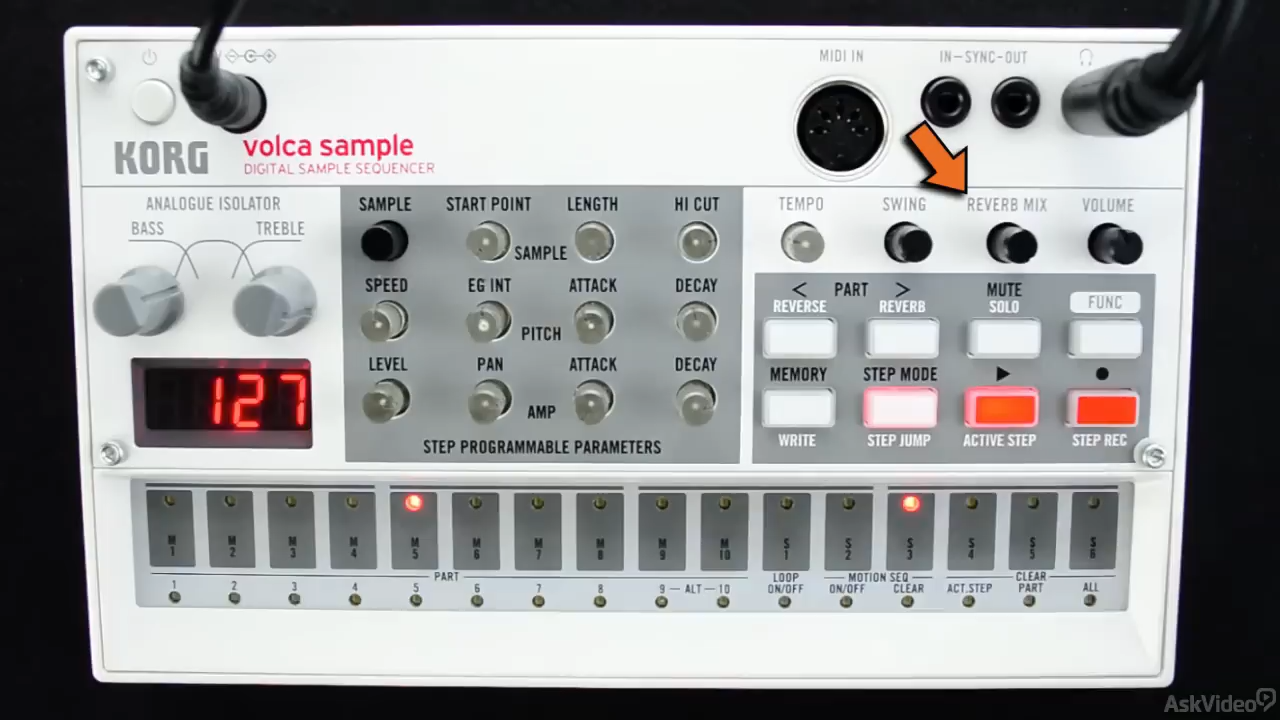 MIDI IN
IN-SYNC-OUT
KORG
volca sample
DIGITAL SAMPLE SEQUENCER
ANALOGUE ISOLATOR
BASS
TREBLE
127
SAMPLE
START POINT
LENGTH
HI CUT
SAMPLE
SPEED
EG INT
ATTACK
DECAY
PITCH
LEVEL
PAN
ATTACK
DECAY
AMP
STEP PROGRAMMABLE PARAMETERS
TEMPO
SWING
REVERB MIX
VOLUME
< PART >
REVERSE
REVERB
MUTE
SOLO
FUNC
MEMORY
STEP MODE
WRITE
STEP JUMP
ACTIVE STEP
STEP REC
M 1
M 2
M 3
M 4
M 5
M 6
M 7
M 8
M 9
M 10
S 1
S 2
S 3
S 4
S 5
S 6
PART
1 2 3 4 5 6 7 8 9 - ALT - 10
LOOP
ON/OFF
MOTION SEQ
ON/OFF
CLEAR
CLEAR
ACT.STEP
PART
ALL
AskVideo